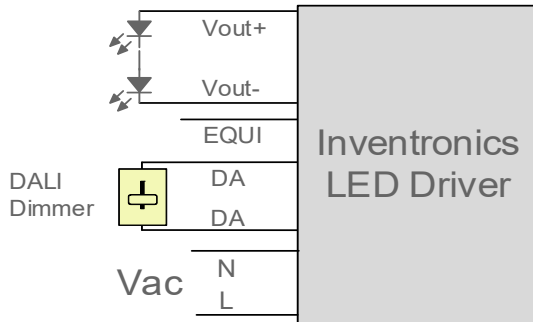 Vout+
Vout-
EQUI
DALI
Dimmer
DA
DA
Vac
N
L
Inventronics
LED Driver